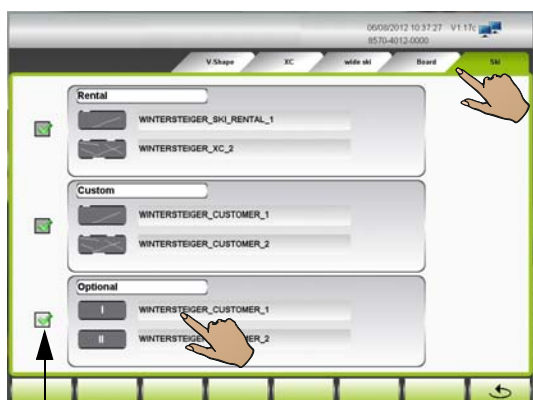 06/08/2012 10:37:27 V1.17c
8570-4012-0000
V-Shape XC wide ski Board Ski
Rental
WINTERSTEIGER_SKI_RENTAL_1
WINTERSTEIGER_XC_2
Custom
WINTERSTEIGER_CUSTOMER_1
WINTERSTEIGER_CUSTOMER_2
Optional
I WINTERSTEIGER_CUSTOMER_1
II